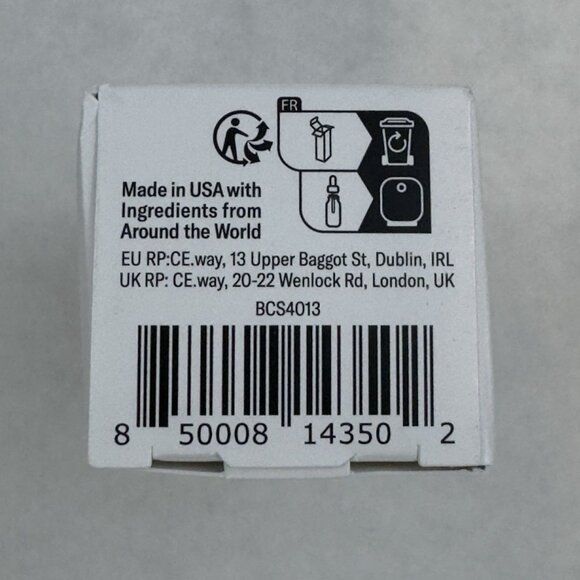 FR
Made in USA with
Ingredients from
Around the World
EU RP:CE.way, 13 Upper Baggot St, Dublin, IRL
UK RP: CE.way, 20-22 Wenlock Rd, London, UK
BCS4013
8 50008 14350 2